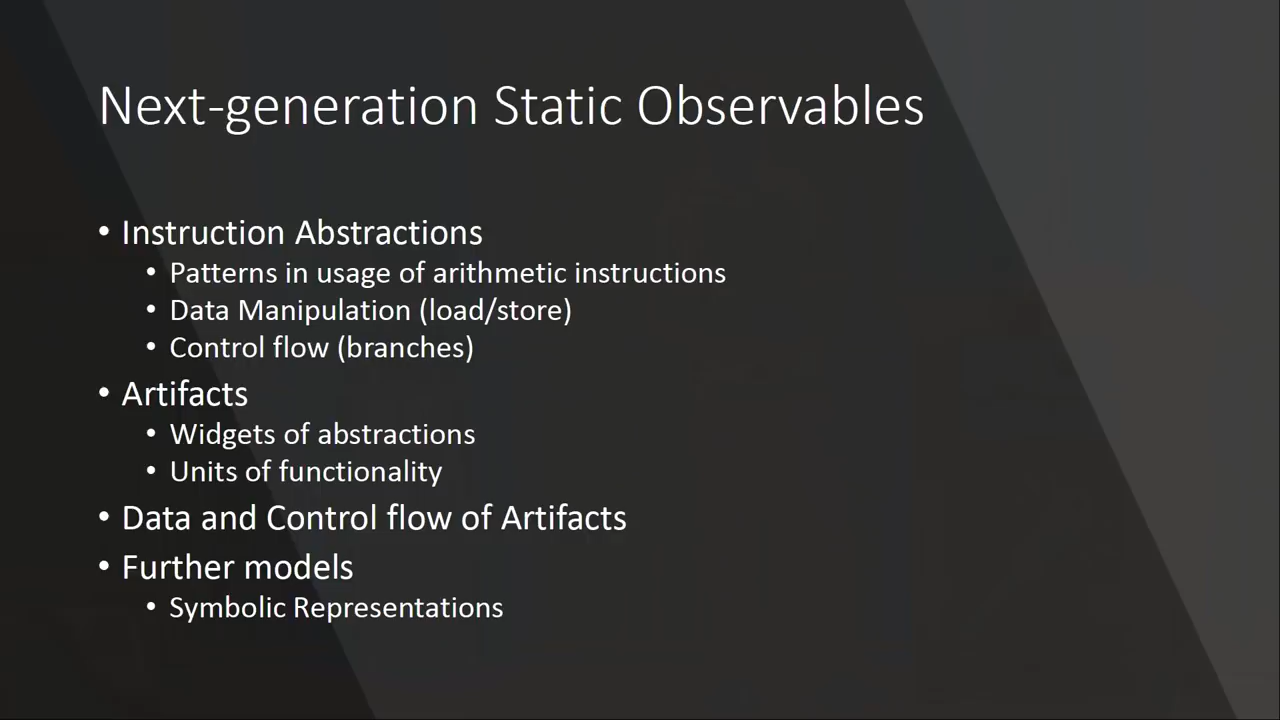 Next-generation Static Observables
• Instruction Abstractions
• Patterns in usage of arithmetic instructions
• Data Manipulation (load/store)
• Control flow (branches)
• Artifacts
• Widgets of abstractions
• Units of functionality
• Data and Control flow of Artifacts
• Further models
• Symbolic Representations